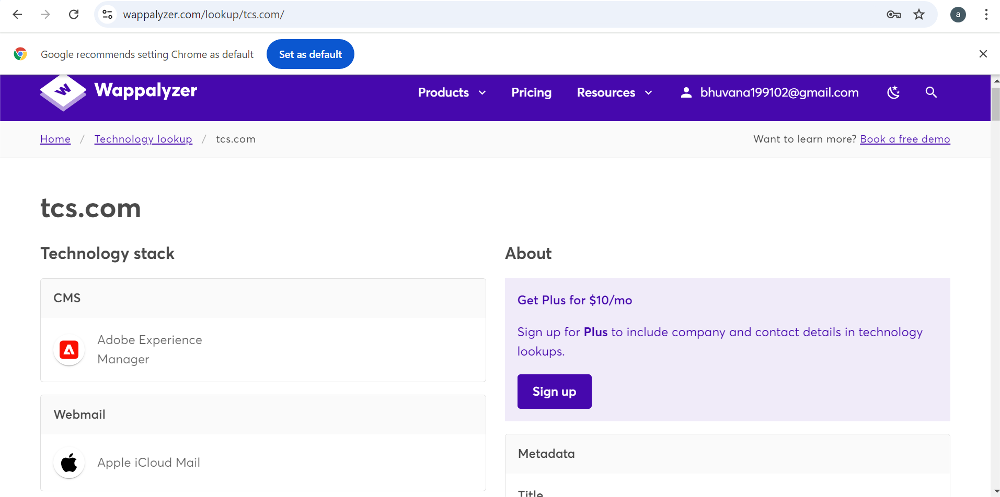 wappalyzer.com/lookup/tcs.com/
a
Google recommends setting Chrome as default
Set as default
W
Wappalyzer
Products
Pricing
Resources
bhuvana199102@gmail.com
Home / Technology lookup / tcs.com
Want to learn more? Book a free demo
tcs.com
Technology stack
CMS
Adobe Experience
Manager
Webmail
Apple iCloud Mail
About
Get Plus for $10/mo
Sign up for Plus to include company and contact details in technology
lookups.
Sign up
Metadata
Title